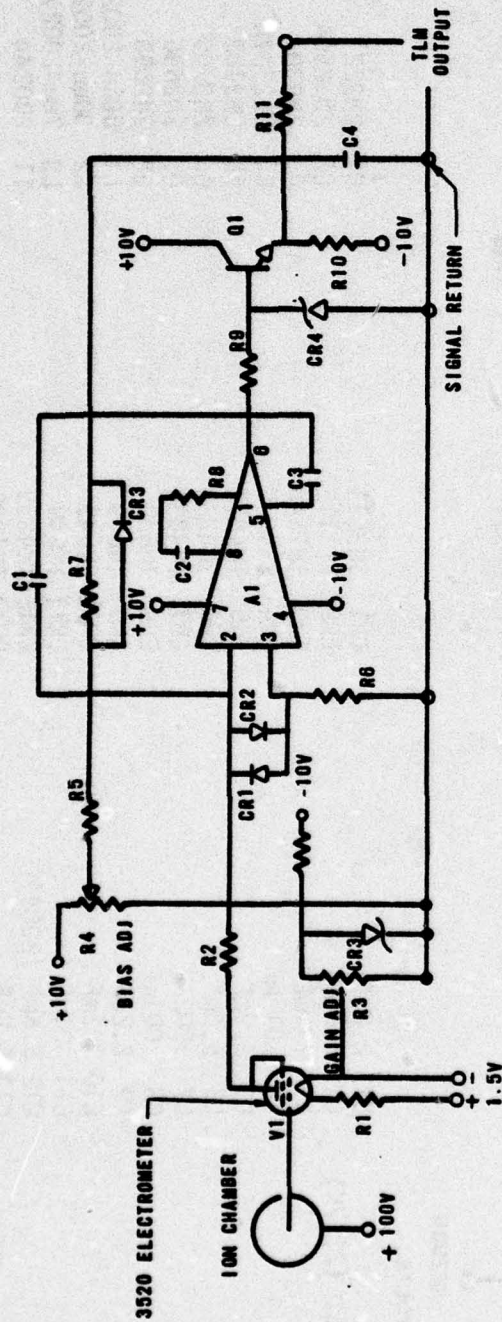 +10V
R4
BIAS ADJ
R5
R7
CR3
C1
+10V
C2
R8
7
8
1
2
A1
6
3
5
4
C3
-10V
R9
+10V
Q1
R10
-10V
CR4
R11
C4
TLM
OUTPUT
SIGNAL RETURN
R2
CR1
CR2
R6
-10V
CR3
R3
GAIN ADJ
3520 ELECTROMETER
V1
ION CHAMBER
+ 100V
R1
+ -
1.5V